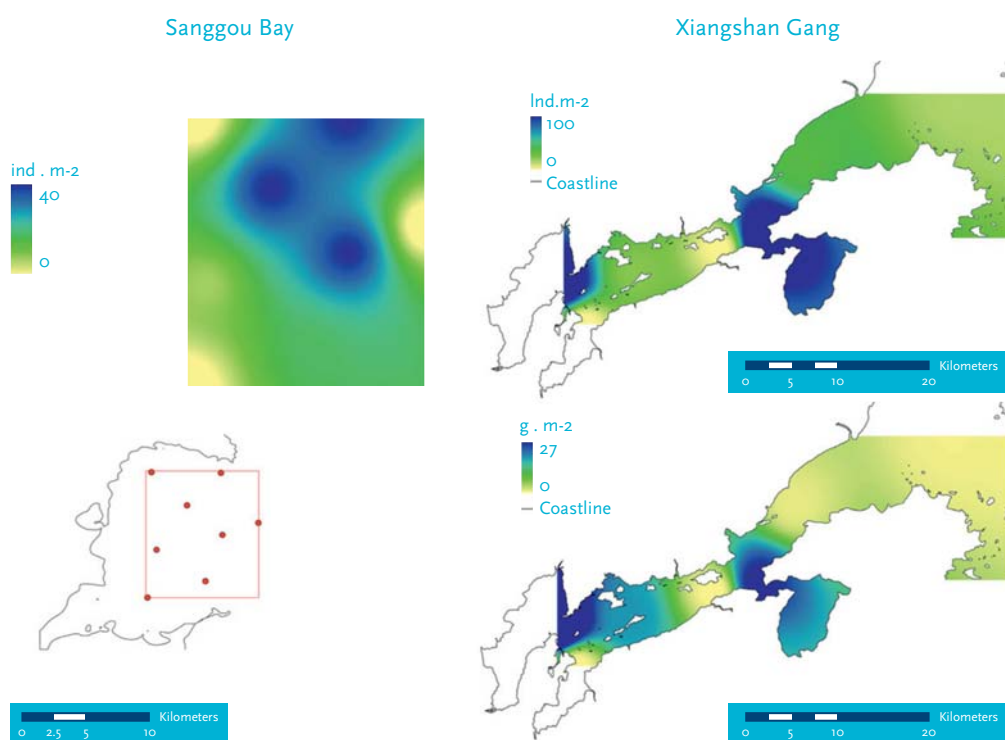 Sanggou Bay
Xiangshan Gang
ind . m-2
40
0
Ind.m-2
100
0
Coastline
Kilometers
0 5 10 20
g . m-2
27
0
Coastline
Kilometers
0 2.5 5 10
Kilometers
0 5 10 20